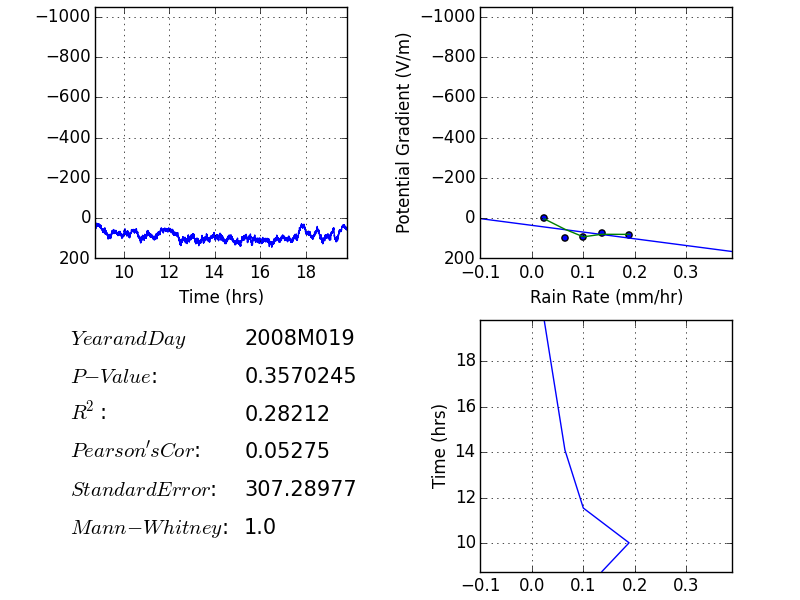 −1000
−800
−600
−400
−200
0
200
10 12 14 16 18
Time (hrs)
Potential Gradient (V/m)
−1000
−800
−600
−400
−200
0
200
−0.1 0.0 0.1 0.2 0.3
Rain Rate (mm/hr)
YearandDay 2008M019
P−Value: 0.3570245
R² : 0.28212
Pearson'sCor: 0.05275
StandardError: 307.28977
Mann−Whitney: 1.0
Time (hrs)
18
16
14
12
10
−0.1 0.0 0.1 0.2 0.3